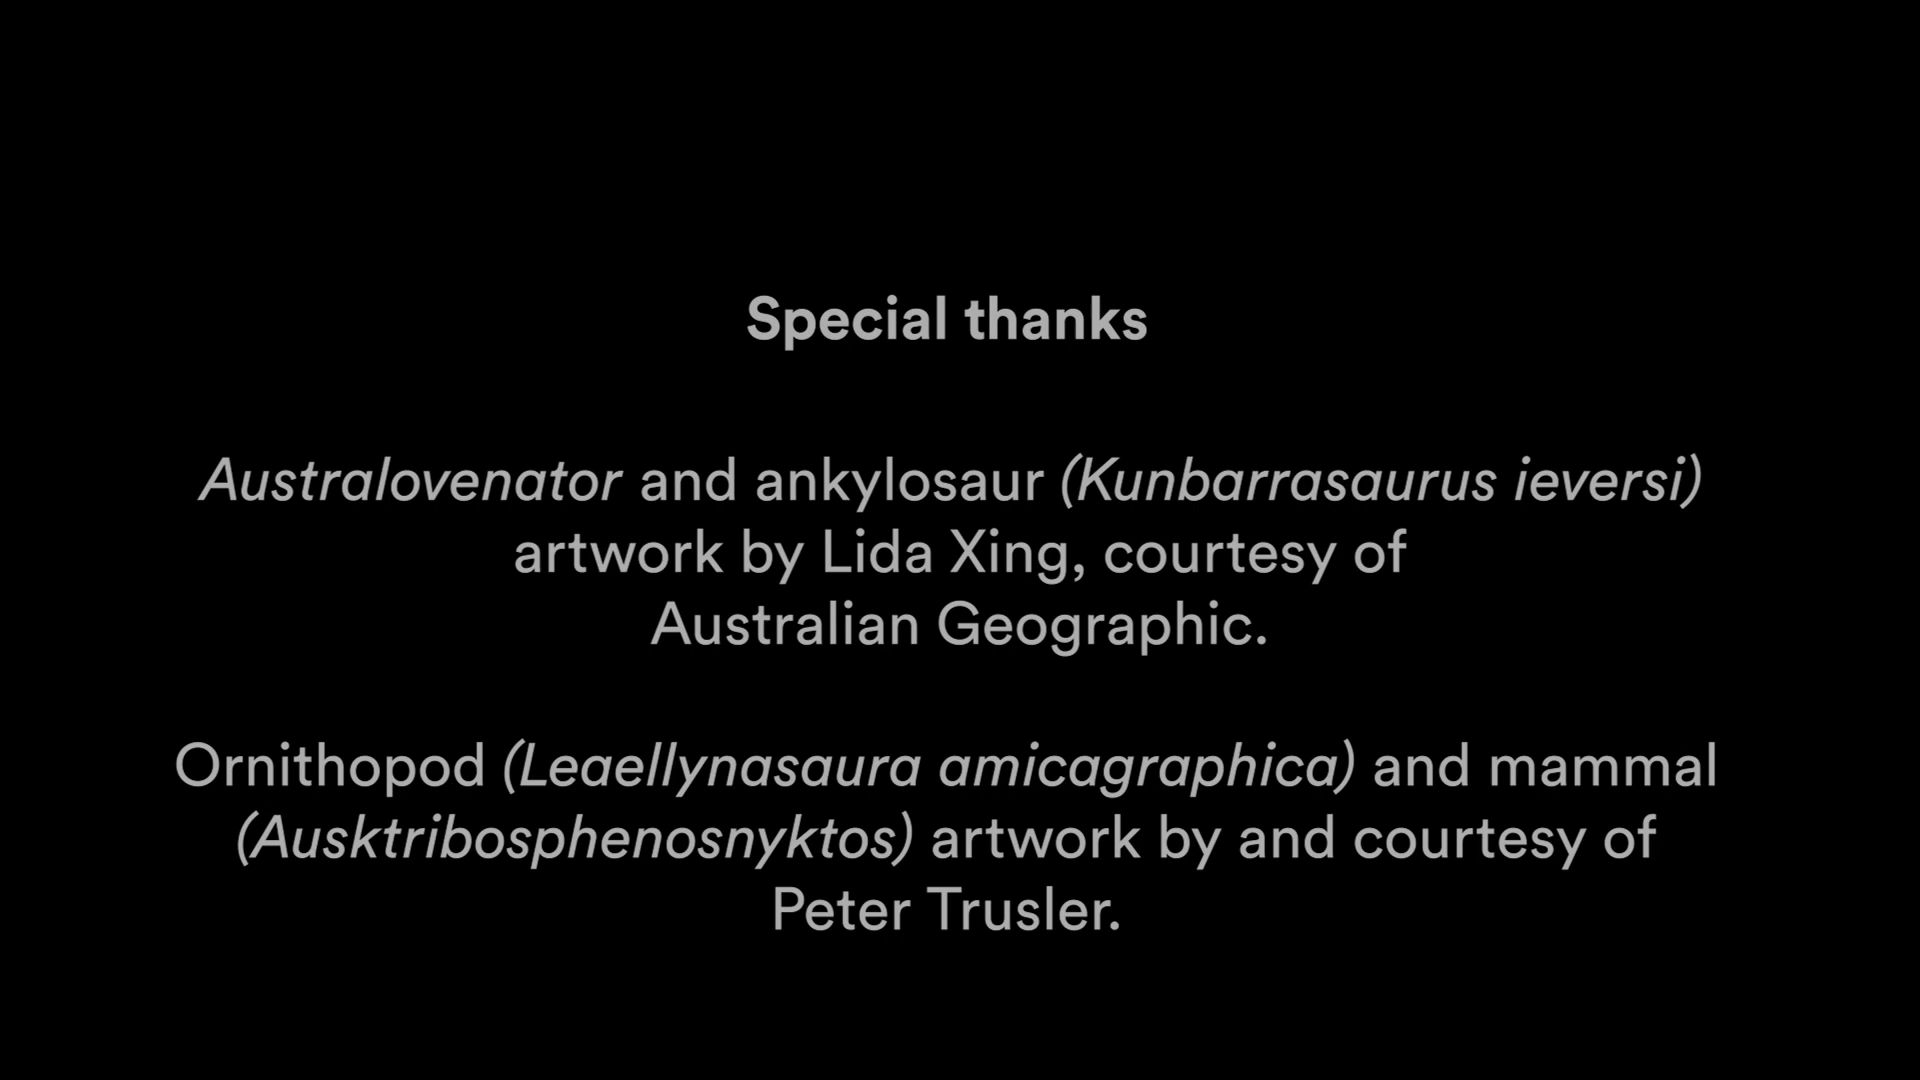 Special thanks
Australovenator and ankylosaur (Kunbarrasaurus ieversi)
artwork by Lida Xing, courtesy of
Australian Geographic.
Ornithopod (Leaellynasaura amicagraphica) and mammal
(Ausktribosphenosnyktos) artwork by and courtesy of
Peter Trusler.